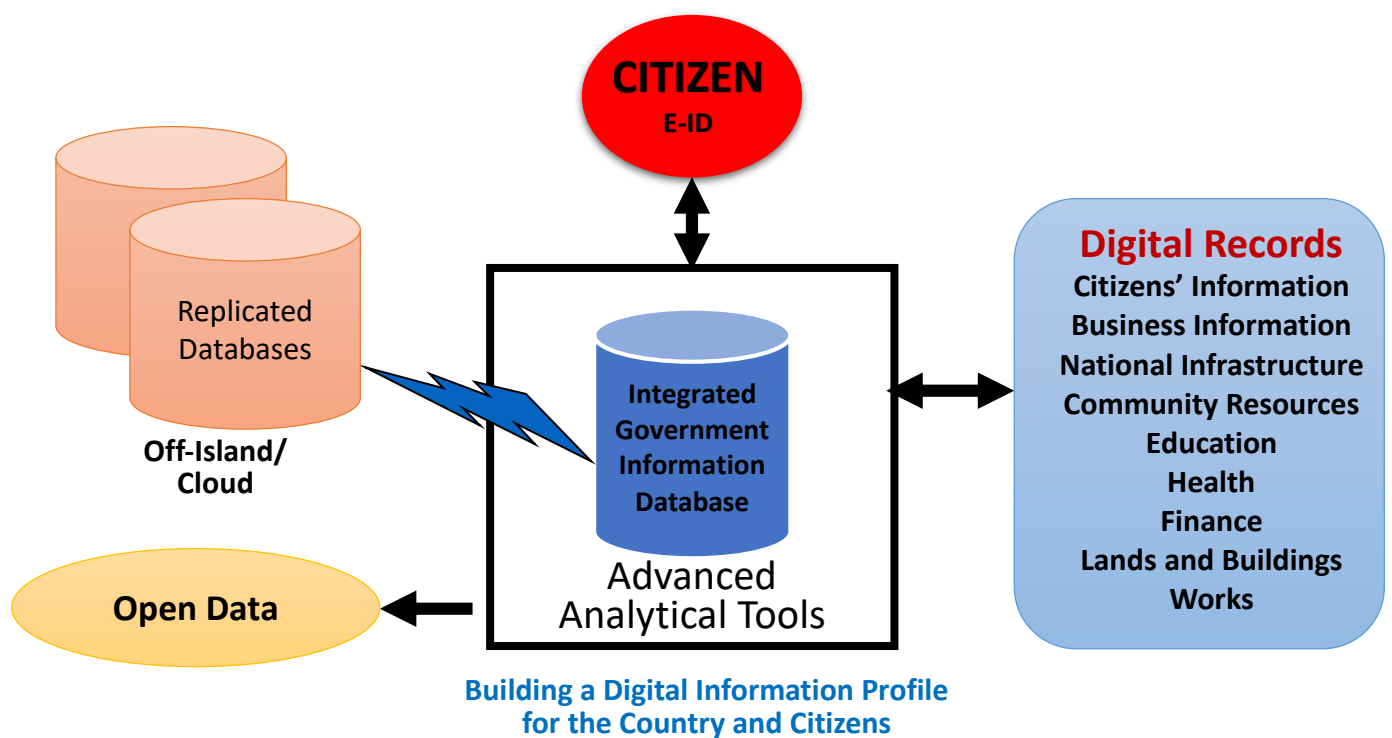 CITIZEN
E-ID
Replicated
Databases
Off-Island/
Cloud
Integrated
Government
Information
Database
Advanced
Analytical Tools
Digital Records
Citizens’ Information
Business Information
National Infrastructure
Community Resources
Education
Health
Finance
Lands and Buildings
Works
Open Data
Building a Digital Information Profile
for the Country and Citizens